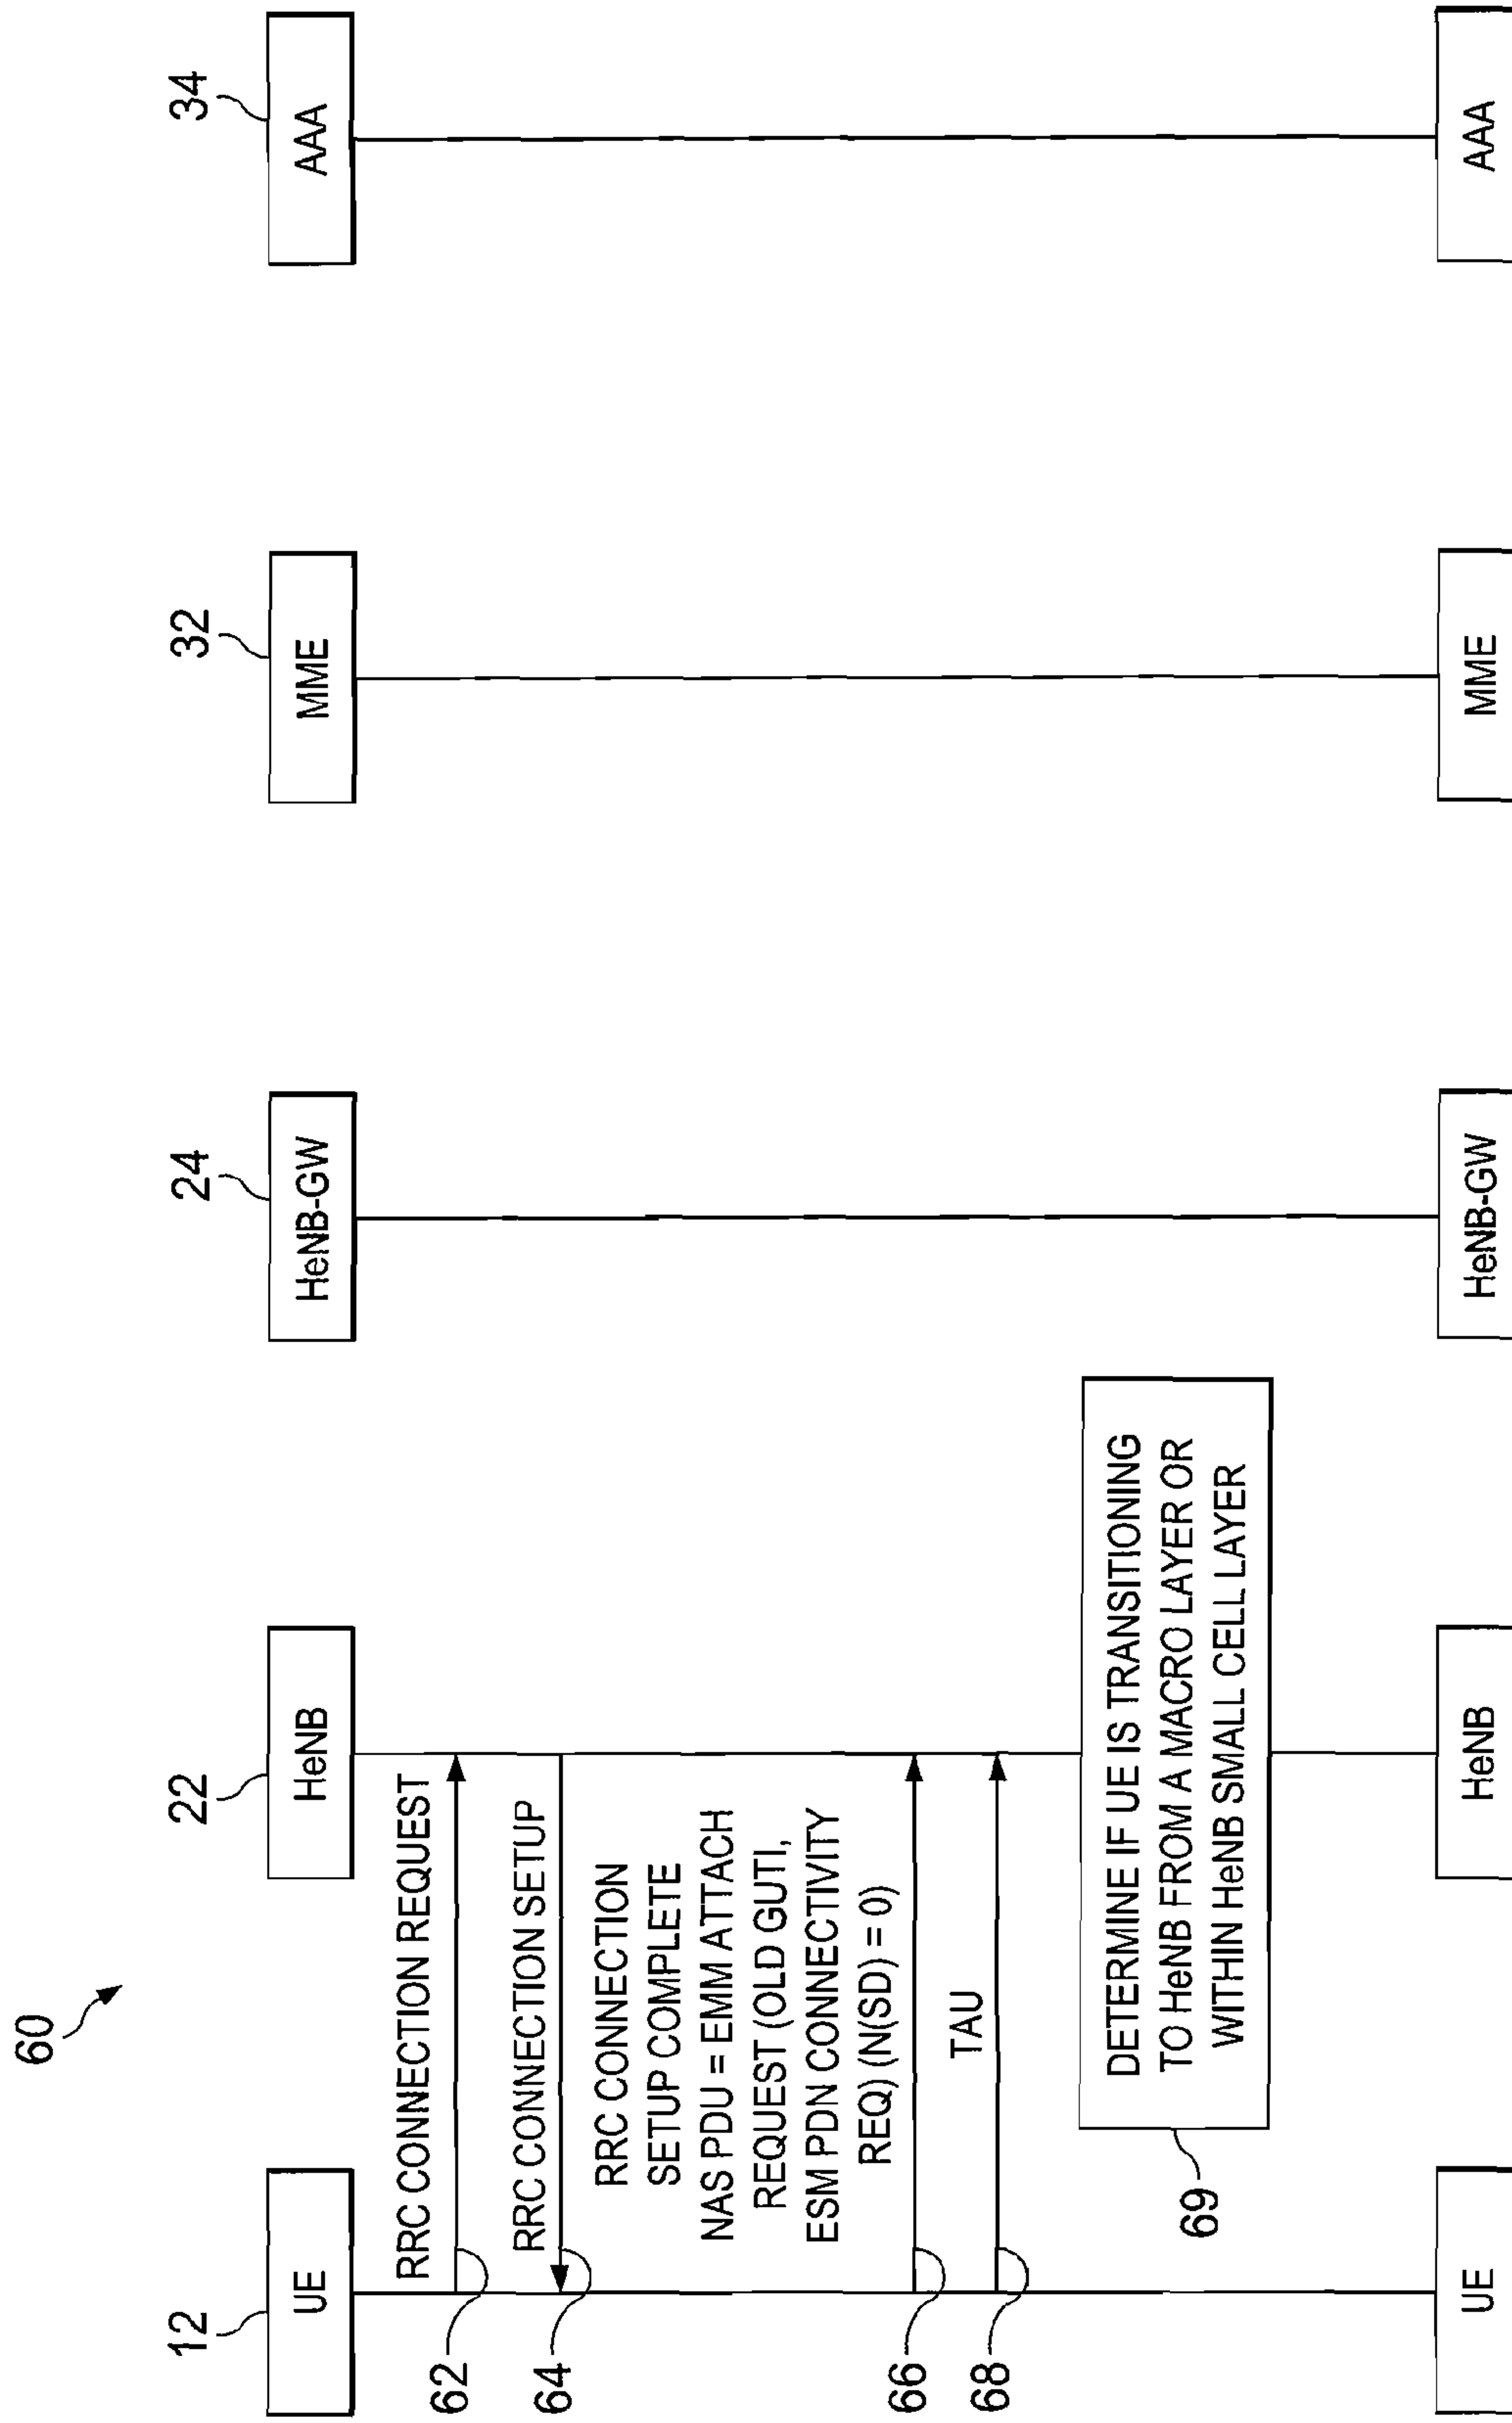 60
12
22
24
32
34
UE
HeNB
HeNB-GW
MME
AAA
RRC CONNECTION REQUEST
62
RRC CONNECTION SETUP
64
RRC CONNECTION
SETUP COMPLETE
NAS PDU = EMM ATTACH
REQUEST (OLD GUTI,
ESM PDN CONNECTIVITY
REQ) (N(SD) = 0)
66
TAU
68
DETERMINE IF UE IS TRANSITIONING
TO HeNB FROM A MACRO LAYER OR
WITHIN HeNB SMALL CELL LAYER
69
UE
HeNB
HeNB-GW
MME
AAA